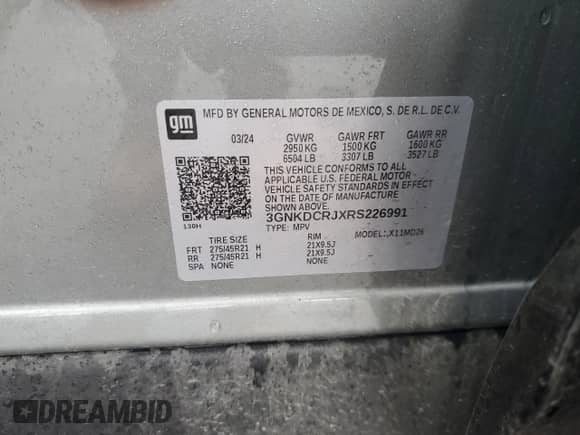 gm
MFD BY GENERAL MOTORS DE MEXICO, S. DE R.L. DE C.V.
03/24 GVWR GAWR FRT GAWR RR
2950 KG 1500 KG 1600 KG
6504 LB 3307 LB 3527 LB
THIS VEHICLE CONFORMS TO ALL
APPLICABLE U.S. FEDERAL MOTOR
VEHICLE SAFETY STANDARDS IN EFFECT
ON THE DATE OF MANUFACTURE
SHOWN ABOVE.
3GNKDCRJXRS226991
TYPE: MPV MODEL: X11MD26
130H
TIRE SIZE RIM
FRT 275/45R21 H 21X9.5J
RR 275/45R21 H 21X9.5J
SPA NONE NONE
DREAMBID